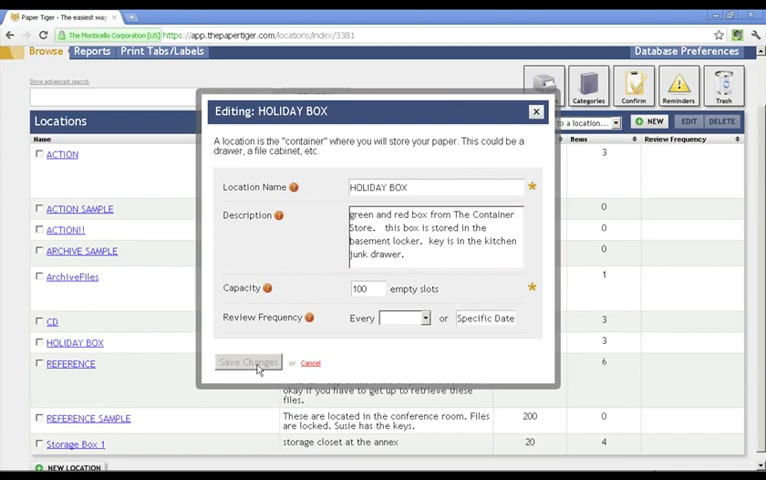 Paper Tiger - The easiest way
The Monticello Corporation [US] https://app.thepapertiger.com/locations/index/3381
Browse Reports Print Tabs/Labels Database Preferences
Show advanced search
Categories Confirm Reminders Trash
Locations
to a location... NEW EDIT DELETE
Name Items Review Frequency
ACTION 3
ACTION SAMPLE 0
ACTION!! 0
ARCHIVE SAMPLE 0
ArchiveFiles 1
CD 3
HOLIDAY BOX 3
REFERENCE 6
okay if you have to get up to retrieve these
files.
REFERENCE SAMPLE These are located in the conference room. Files
are locked. Susie has the keys. 200 0
Storage Box 1 storage closet at the annex 20 4
NEW LOCATION
Editing: HOLIDAY BOX
A location is the "container" where you will store your paper. This could be a
drawer, a file cabinet, etc.
Location Name HOLIDAY BOX *
Description green and red box from The Container
Store. this box is stored in the
basement locker. key is in the kitchen
junk drawer.
Capacity 100 empty slots *
Review Frequency Every or Specific Date
Save Changes or Cancel